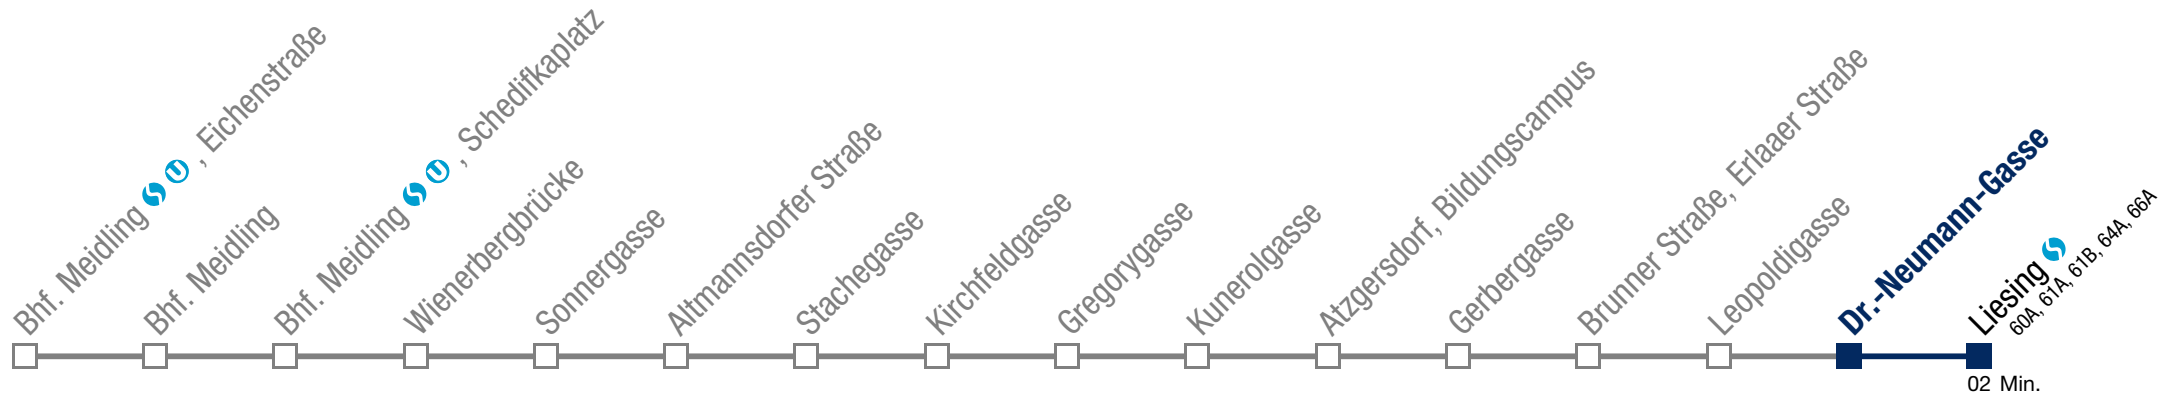 Bhf. Meidling S U , Eichenstraße
Bhf. Meidling
Bhf. Meidling S U , Schedifkaplatz
Wienerbergbrücke
Sonnergasse
Altmannsdorfer Straße
Stachegasse
Kirchfeldgasse
Gregorygasse
Kunerolgasse
Atzgersdorf, Bildungscampus
Gerbergasse
Brunner Straße, Erlaaer Straße
Leopoldigasse
Dr.-Neumann-Gasse
Liesing S
60A, 61A, 61B, 64A, 66A
02 Min.